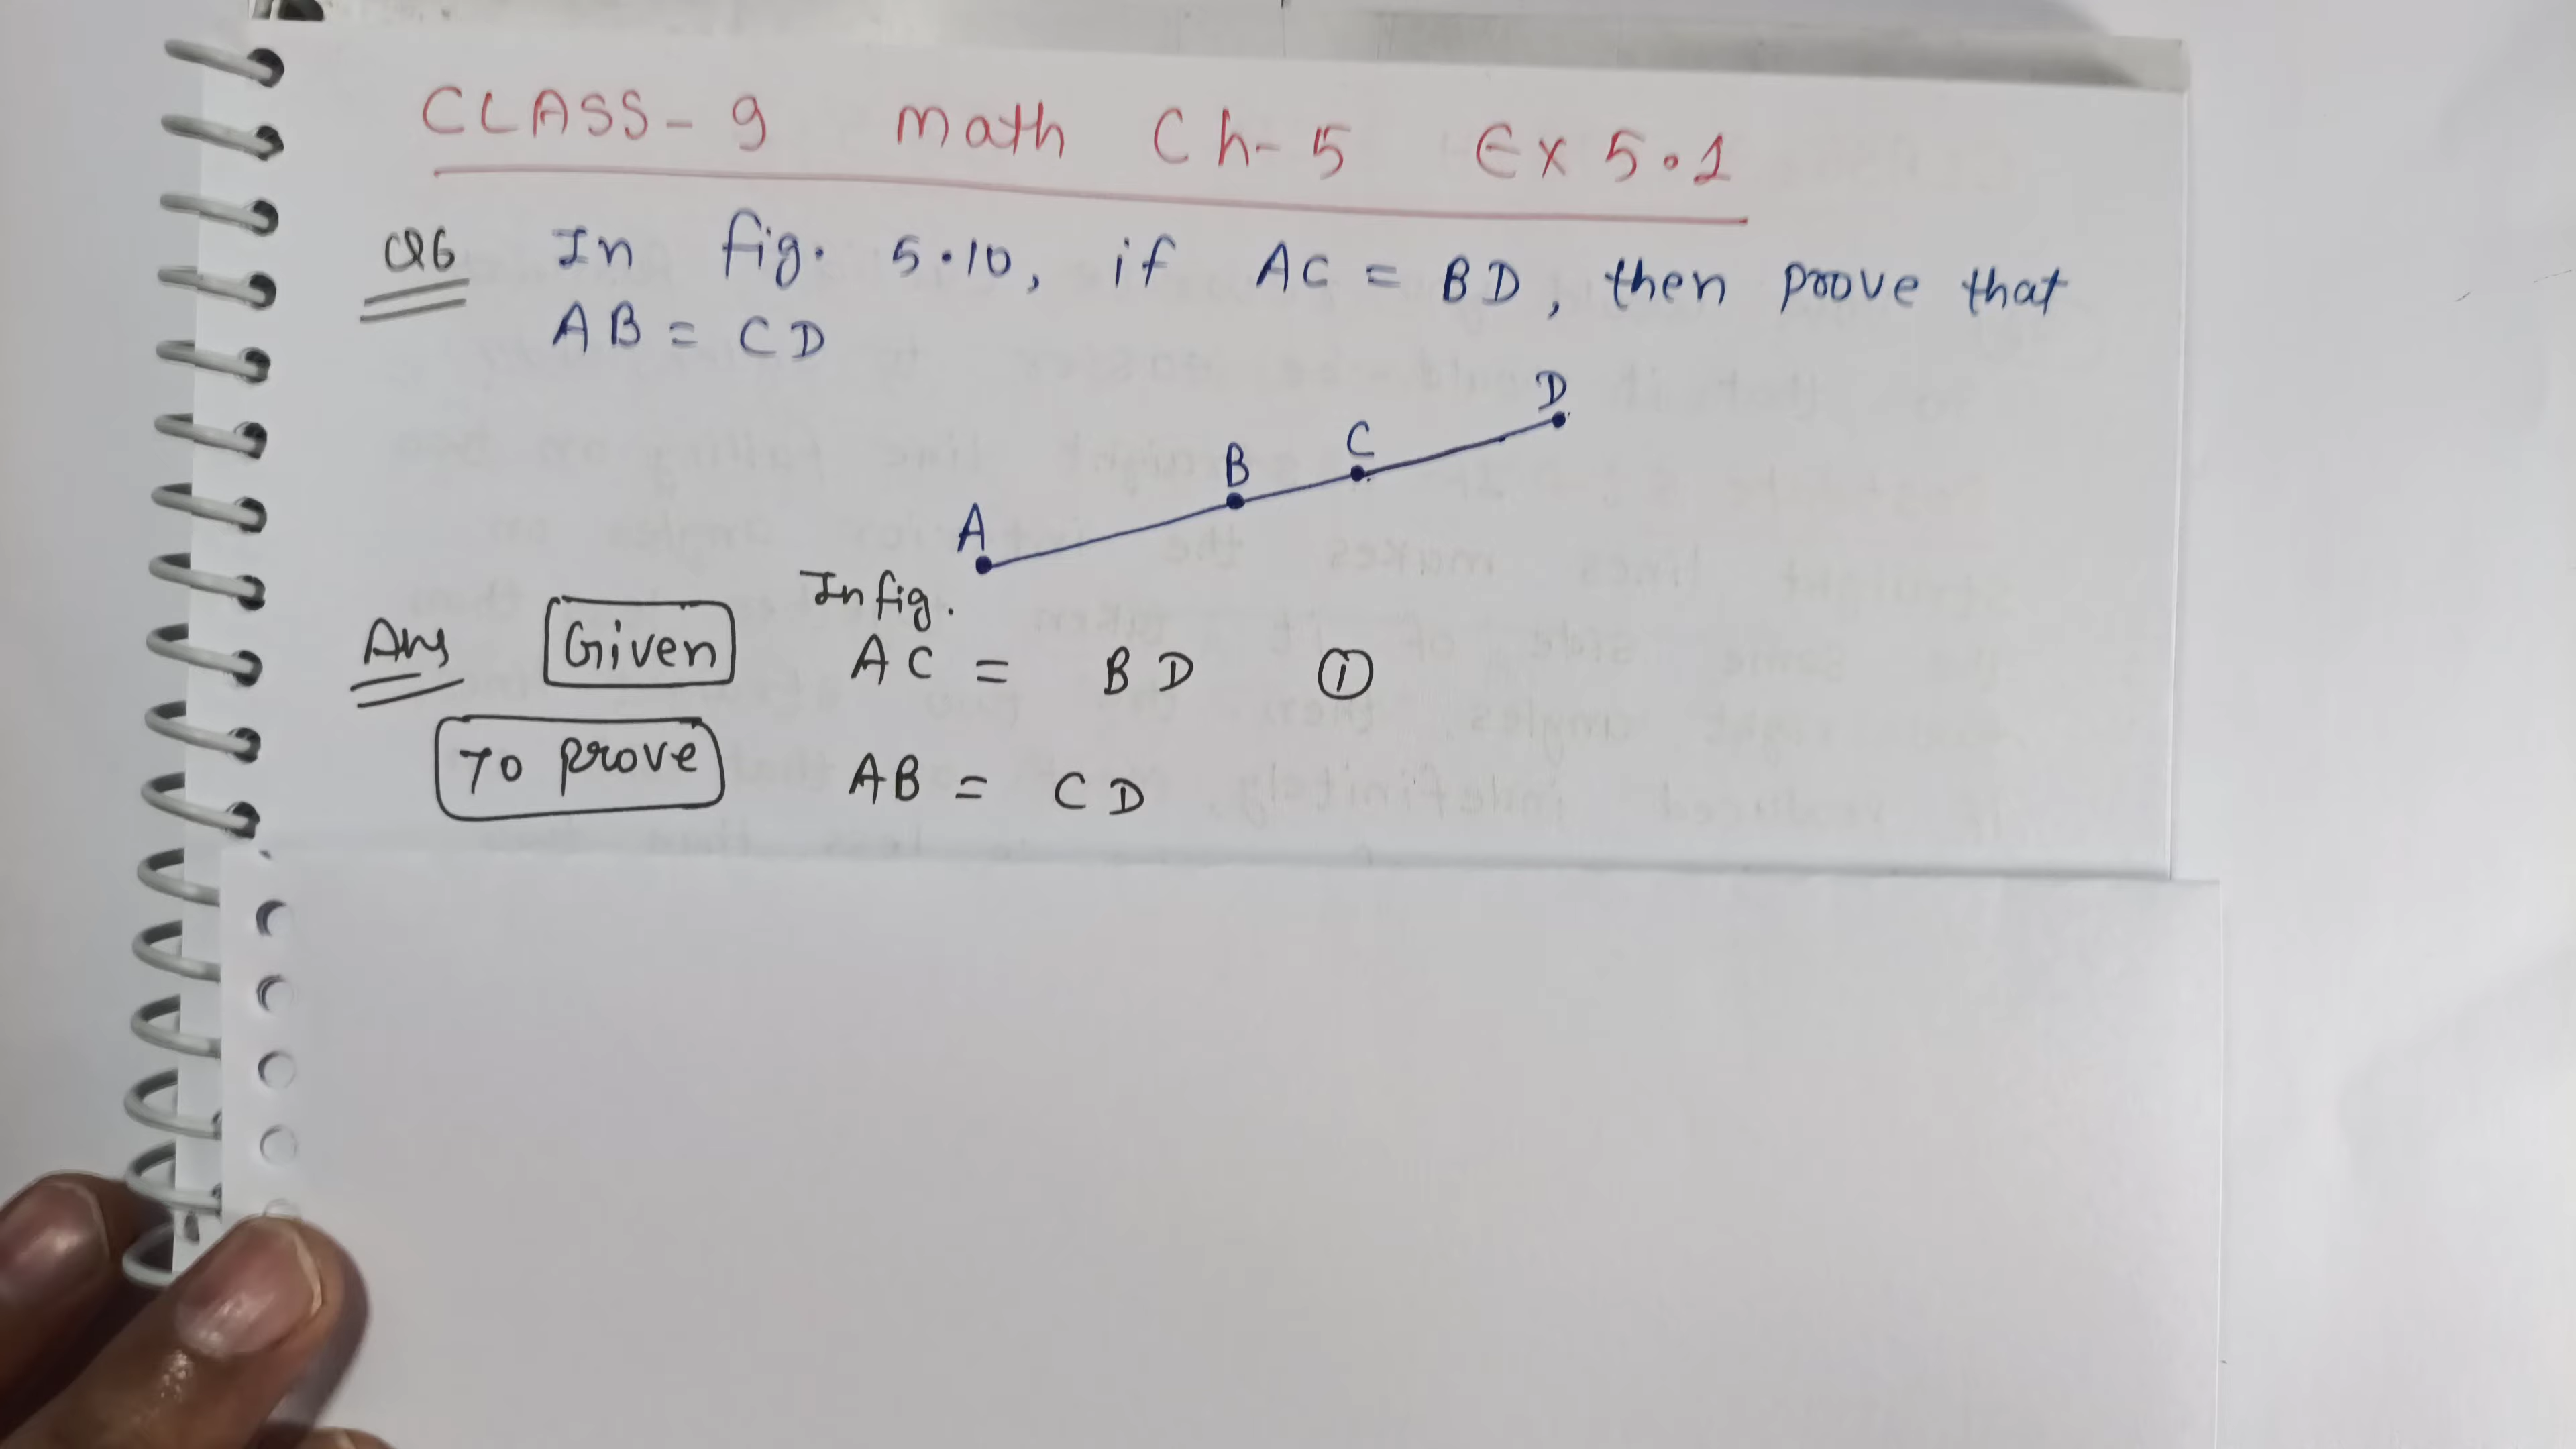 CLASS-9 math Ch-5 Ex 5.1
Q6 In fig. 5.10, if AC = BD, then prove that
AB = CD
D
C
B
A
In fig.
Ans Given AC = BD ①
To prove AB = CD